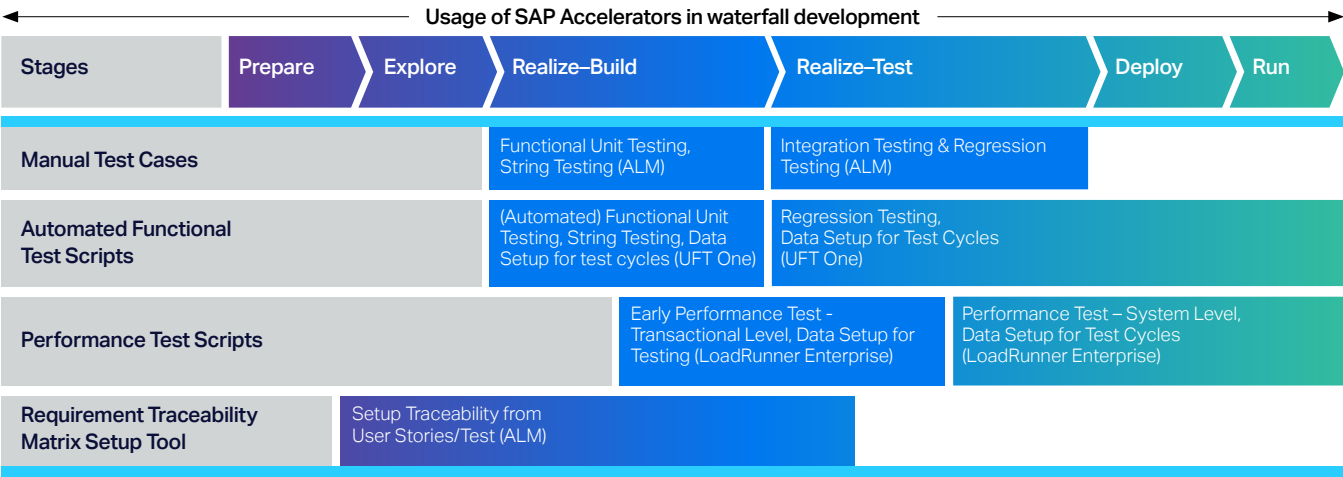 Usage of SAP Accelerators in waterfall development
Stages
Prepare
Explore
Realize–Build
Realize–Test
Deploy
Run
Manual Test Cases
Functional Unit Testing,
String Testing (ALM)
Integration Testing & Regression
Testing (ALM)
Automated Functional
Test Scripts
(Automated) Functional Unit
Testing, String Testing, Data
Setup for test cycles (UFT One)
Regression Testing,
Data Setup for Test Cycles
(UFT One)
Performance Test Scripts
Early Performance Test -
Transactional Level, Data Setup for
Testing (LoadRunner Enterprise)
Performance Test – System Level,
Data Setup for Test Cycles
(LoadRunner Enterprise)
Requirement Traceability
Matrix Setup Tool
Setup Traceability from
User Stories/Test (ALM)